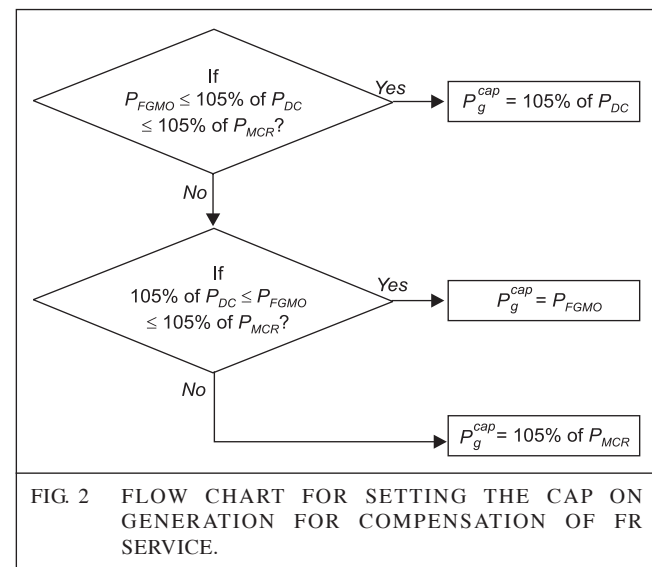 If
P_FGMO ≤ 105% of P_DC
≤ 105% of P_MCR?
Yes
P_g^cap = 105% of P_DC
No
If
105% of P_DC ≤ P_FGMO
≤ 105% of P_MCR?
Yes
P_g^cap = P_FGMO
No
P_g^cap = 105% of P_MCR
FIG. 2 FLOW CHART FOR SETTING THE CAP ON
GENERATION FOR COMPENSATION OF FR
SERVICE.